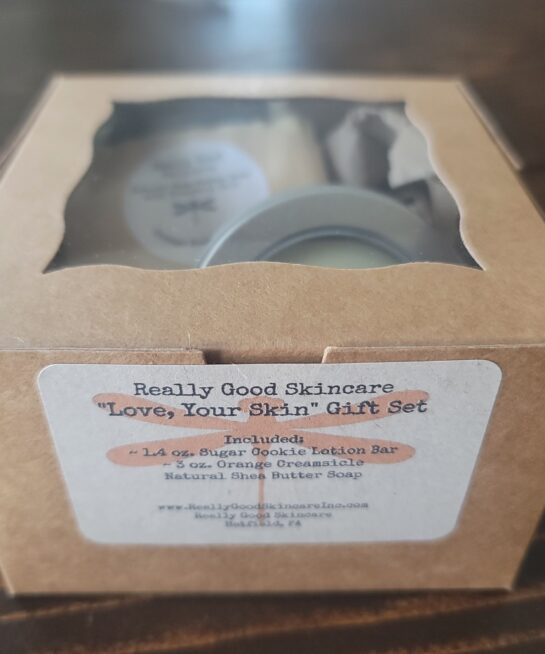 Really Good Skincare
"Love, Your Skin" Gift Set
Included:
~ 1.4 oz. Sugar Cookie Lotion Bar
~ 3 oz. Orange Creamsicle
Natural Shea Butter Soap
www.ReallyGoodSkincareInc.com
Really Good Skincare
Hatfield, PA